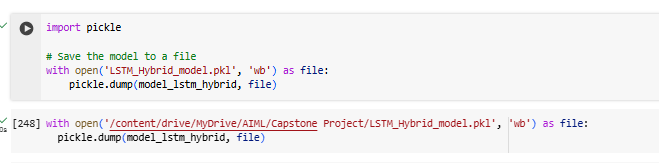 import pickle
# Save the model to a file
with open('LSTM_Hybrid_model.pkl', 'wb') as file:
    pickle.dump(model_lstm_hybrid, file)
[248] with open('/content/drive/MyDrive/AIML/Capstone Project/LSTM_Hybrid_model.pkl', 'wb') as file:
0s
    pickle.dump(model_lstm_hybrid, file)